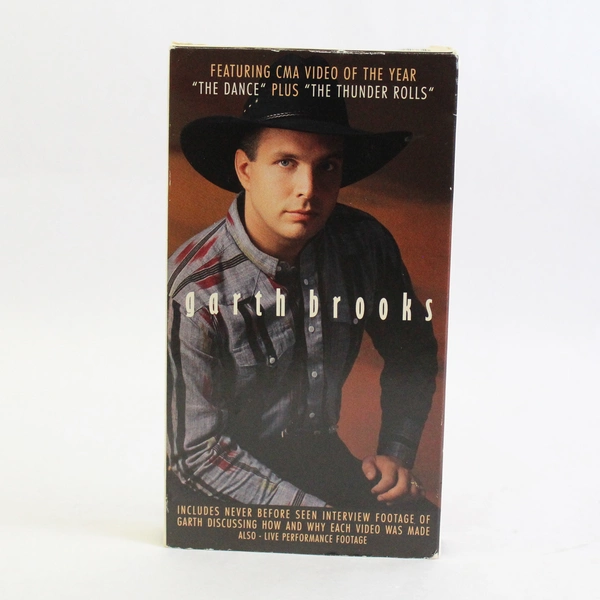 FEATURING CMA VIDEO OF THE YEAR
"THE DANCE" PLUS "THE THUNDER ROLLS"
garth brooks
INCLUDES NEVER BEFORE SEEN INTERVIEW FOOTAGE OF
GARTH DISCUSSING HOW AND WHY EACH VIDEO WAS MADE
ALSO - LIVE PERFORMANCE FOOTAGE